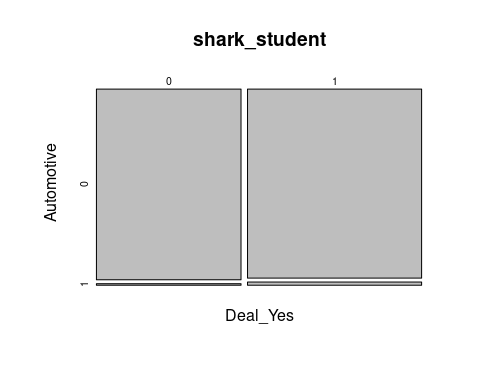 shark_student
0 1
Automotive
0
1
Deal_Yes